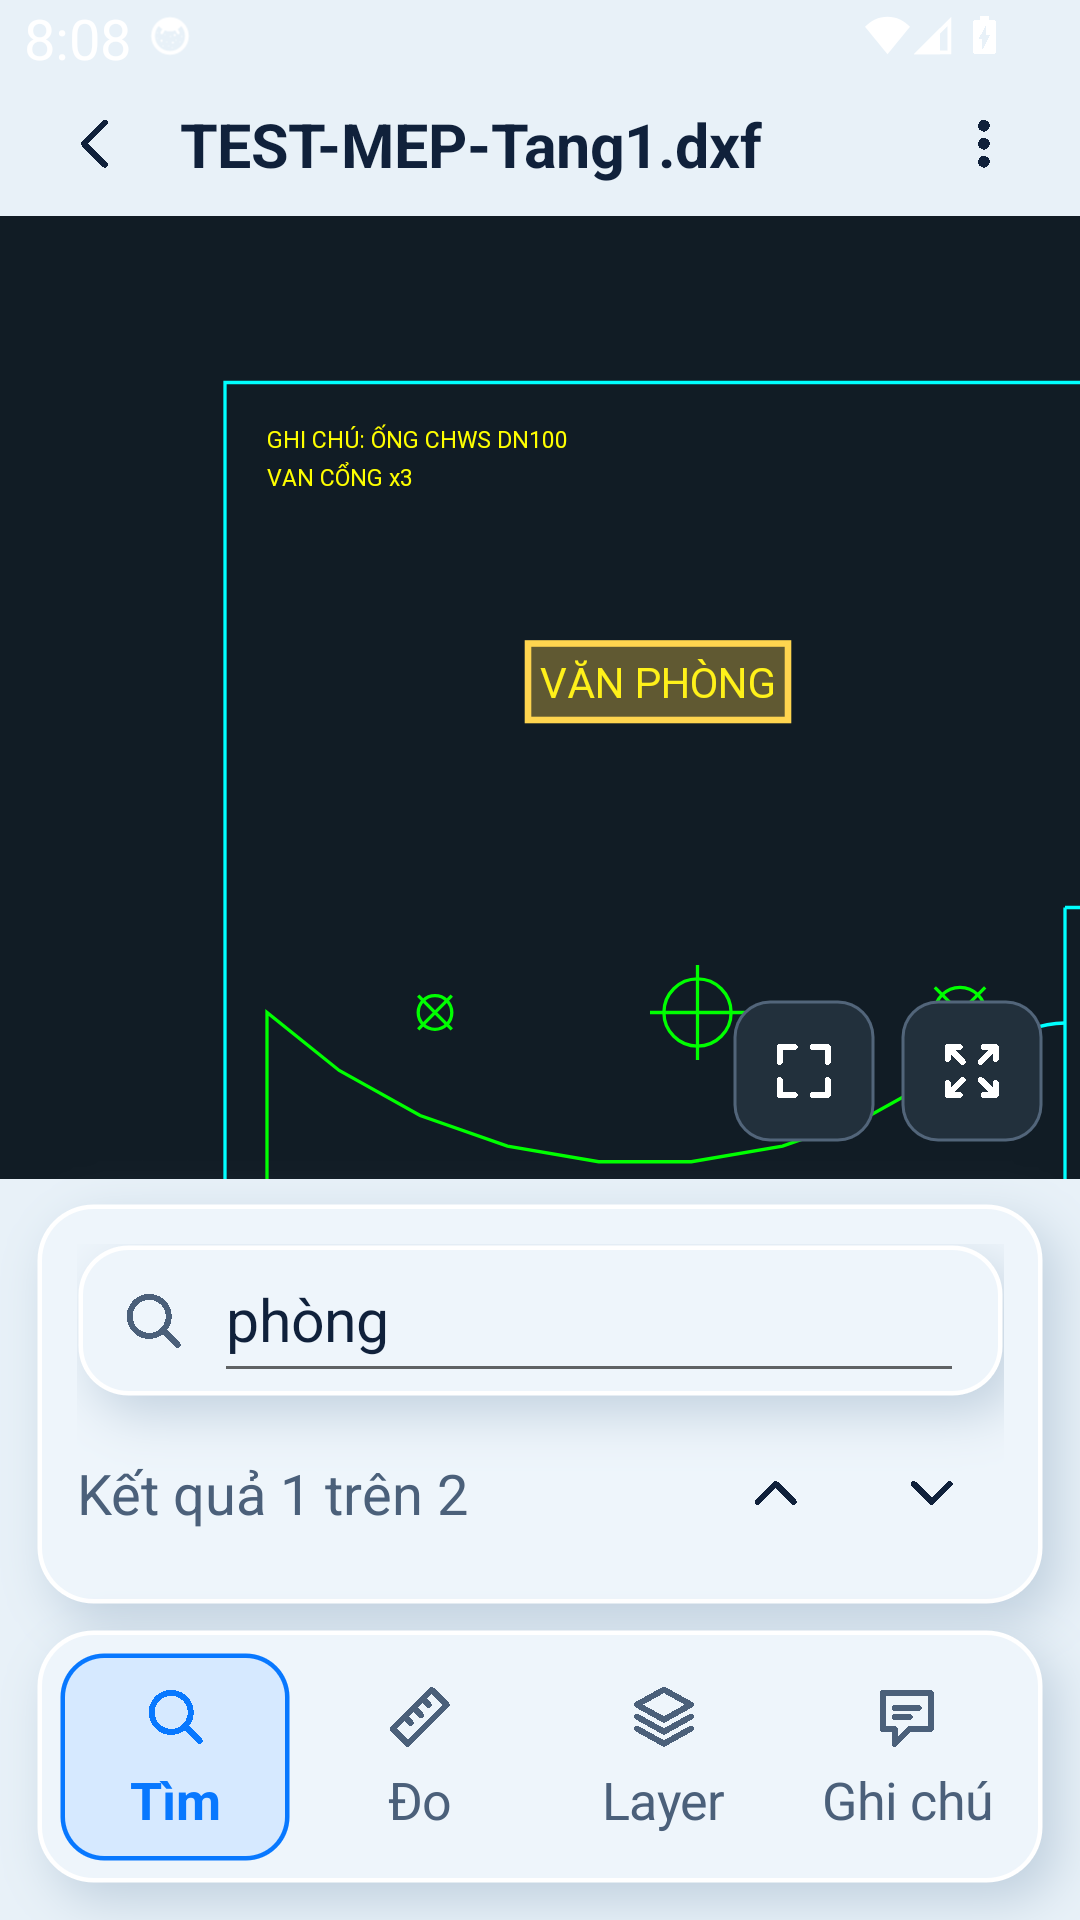 8:08
TEST-MEP-Tang1.dxf
GHI CHÚ: ỐNG CHWS DN100
VAN CỔNG x3
VĂN PHÒNG
phòng
Kết quả 1 trên 2
Tìm
Đo
Layer
Ghi chú